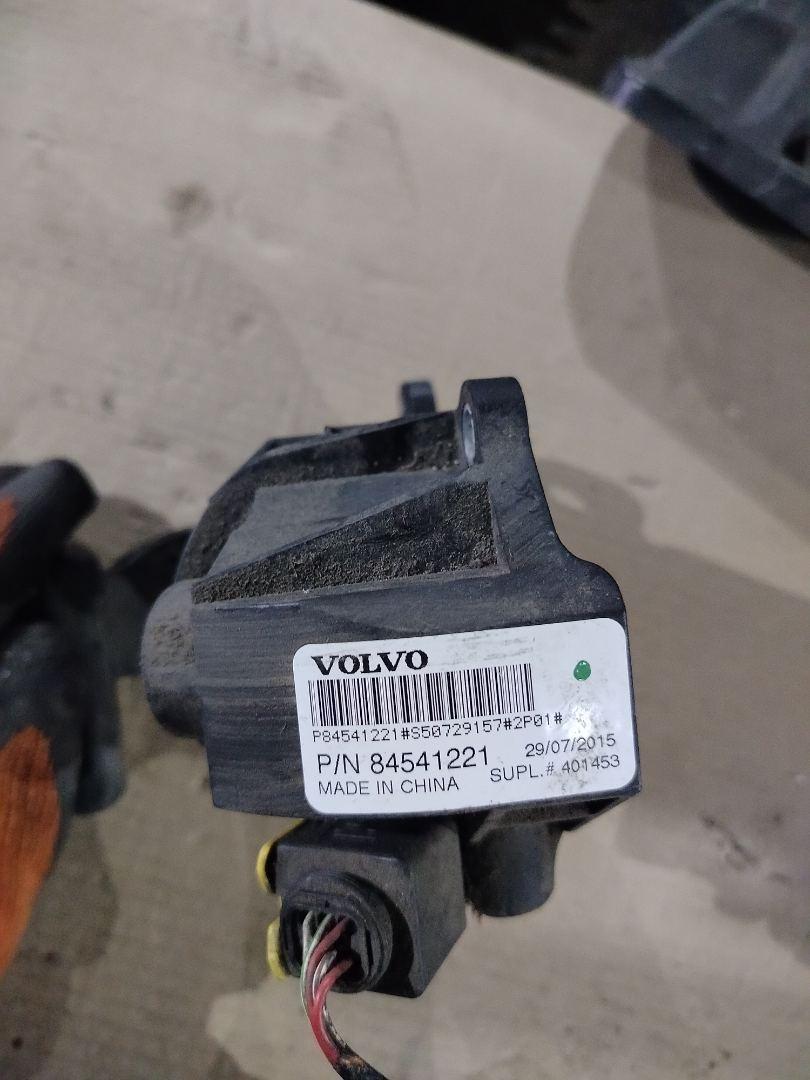 VOLVO
P84541221#S50729157#2P01#
P/N 84541221
29/07/2015
MADE IN CHINA
SUPL.# 401453